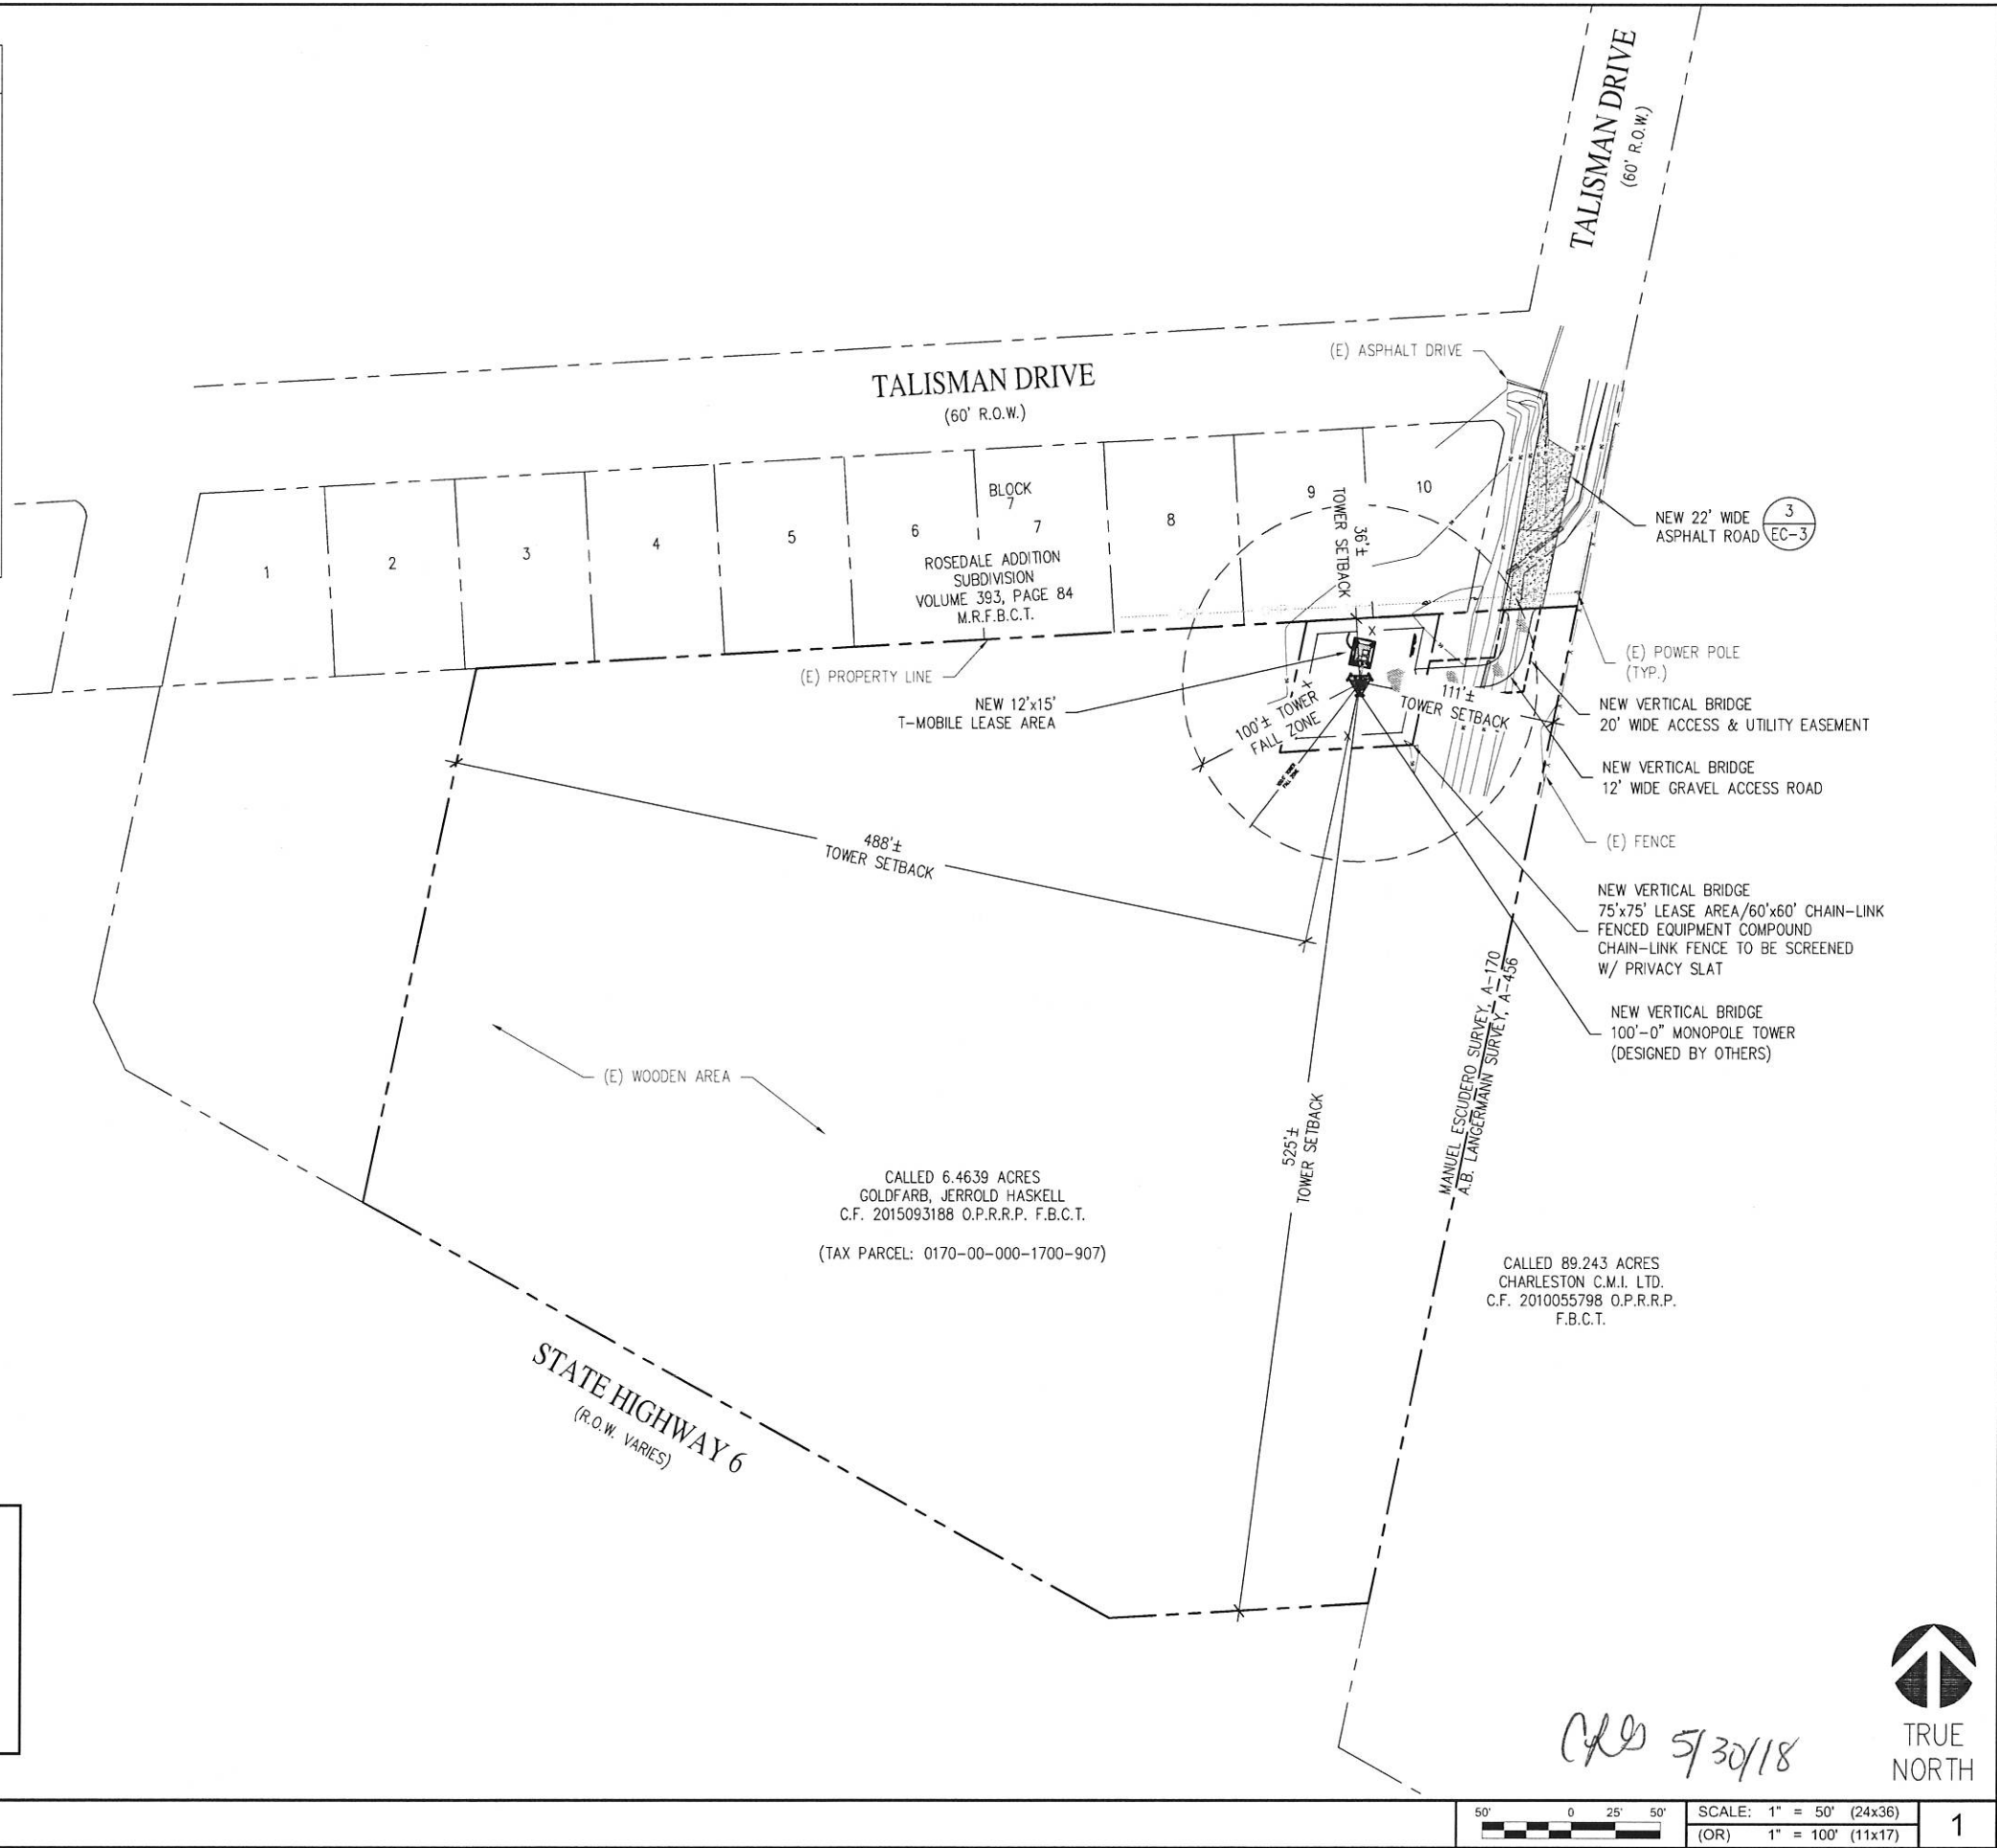 TALISMAN DRIVE
(60' R.O.W.)
(E) ASPHALT DRIVE
TALISMAN DRIVE
(60' R.O.W.)
1
2
3
4
5
6
BLOCK
7
7
8
9
10
ROSEDALE ADDITION
SUBDIVISION
VOLUME 393, PAGE 84
M.R.F.B.C.T.
36'±
TOWER SETBACK
NEW 22' WIDE
ASPHALT ROAD
3
EC-3
(E) PROPERTY LINE
NEW 12'x15'
T-MOBILE LEASE AREA
100'± TOWER
FALL ZONE
111'±
TOWER SETBACK
(E) POWER POLE
(TYP.)
NEW VERTICAL BRIDGE
20' WIDE ACCESS & UTILITY EASEMENT
NEW VERTICAL BRIDGE
12' WIDE GRAVEL ACCESS ROAD
(E) FENCE
488'±
TOWER SETBACK
NEW VERTICAL BRIDGE
75'x75' LEASE AREA/60'x60' CHAIN-LINK
FENCED EQUIPMENT COMPOUND
CHAIN-LINK FENCE TO BE SCREENED
W/ PRIVACY SLAT
NEW VERTICAL BRIDGE
100'-0" MONOPOLE TOWER
(DESIGNED BY OTHERS)
MANUEL ESCUDERO SURVEY, A-170
A.B. LANGERMANN SURVEY, A-456
(E) WOODEN AREA
525'±
TOWER SETBACK
CALLED 6.4639 ACRES
GOLDFARB, JERROLD HASKELL
C.F. 2015093188 O.P.R.R.P. F.B.C.T.
(TAX PARCEL: 0170-00-000-1700-907)
CALLED 89.243 ACRES
CHARLESTON C.M.I. LTD.
C.F. 2010055798 O.P.R.R.P.
F.B.C.T.
STATE HIGHWAY 6
(R.O.W. VARIES)
5/30/18
TRUE
NORTH
50' 0 25' 50'
SCALE: 1" = 50' (24x36)
(OR) 1" = 100' (11x17)
1